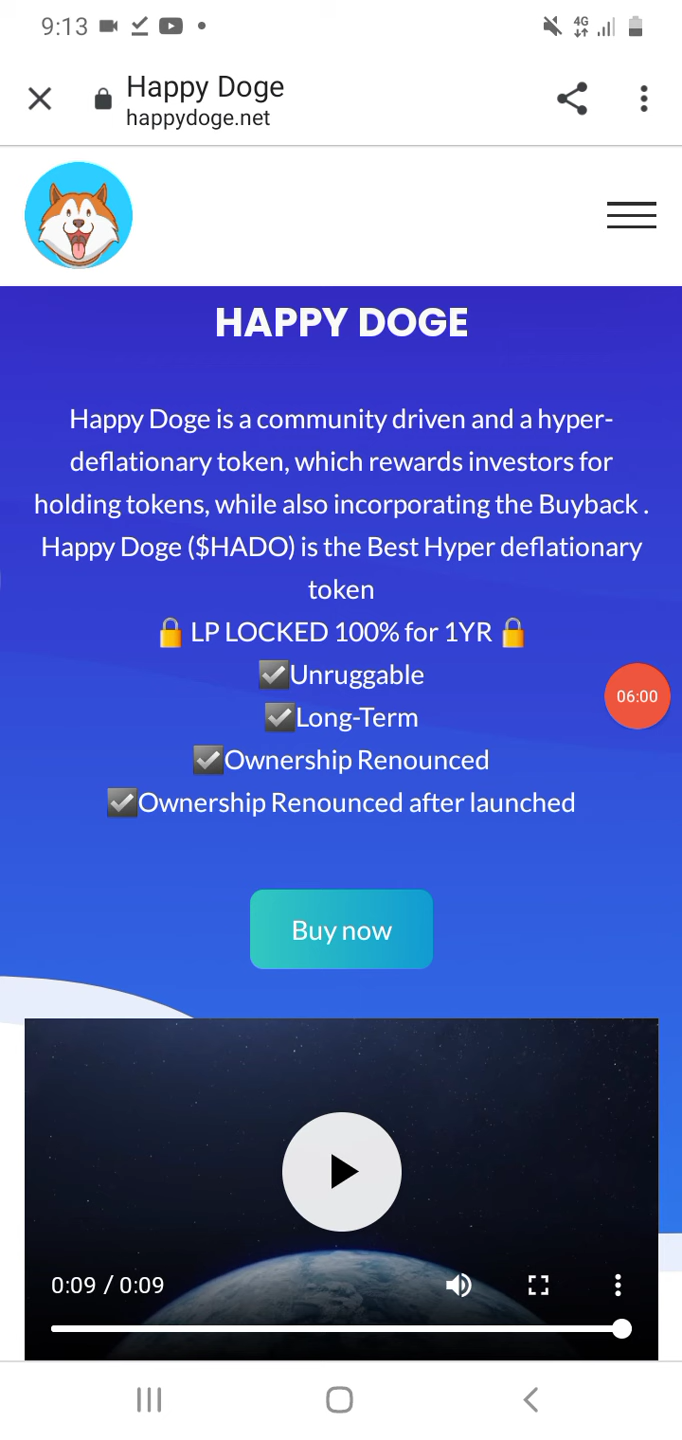 9:13
4G
Happy Doge
happydoge.net
HAPPY DOGE
Happy Doge is a community driven and a hyper-
deflationary token, which rewards investors for
holding tokens, while also incorporating the Buyback .
Happy Doge ($HADO) is the Best Hyper deflationary
token
🔒 LP LOCKED 100% for 1YR 🔒
☑Unruggable
☑Long-Term
☑Ownership Renounced
☑Ownership Renounced after launched
06:00
Buy now
0:09 / 0:09